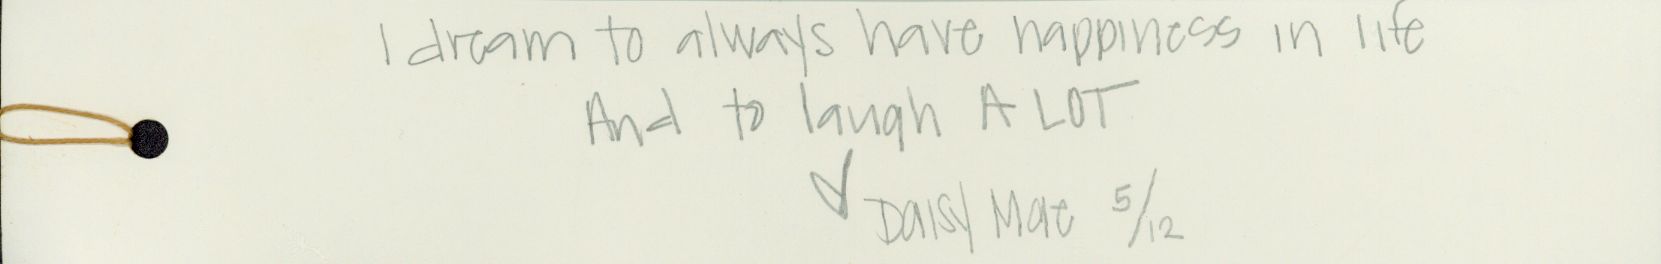 I dream to always have happiness in life
And to laugh A LOT
Daisy Mae 5/12